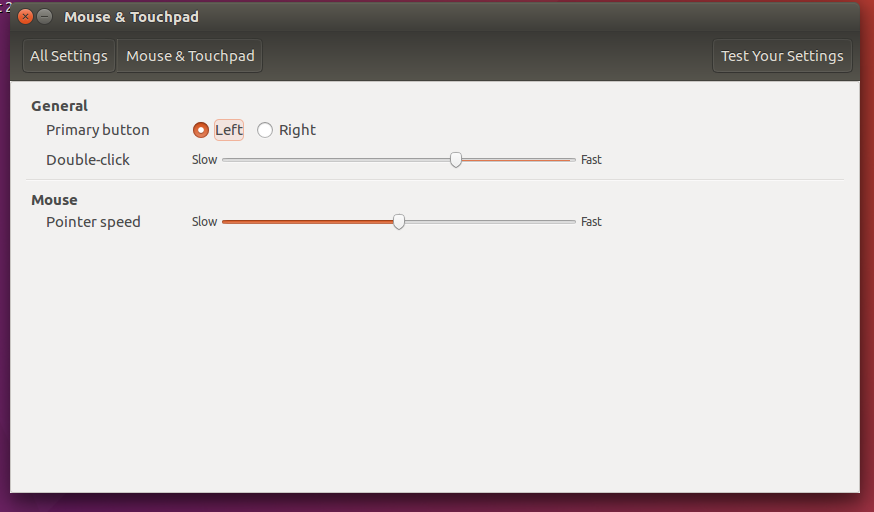 t 2
Mouse & Touchpad
All Settings Mouse & Touchpad Test Your Settings
General
Primary button Left Right
Double-click Slow Fast
Mouse
Pointer speed Slow Fast